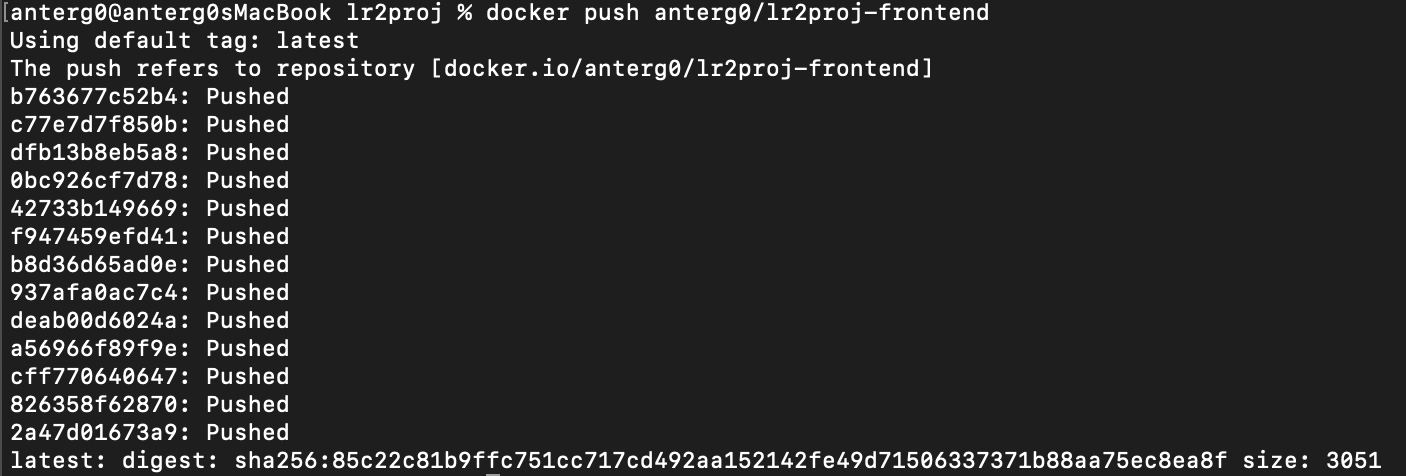 [anterg0@anterg0sMacBook lr2proj % docker push anterg0/lr2proj-frontend
Using default tag: latest
The push refers to repository [docker.io/anterg0/lr2proj-frontend]
b763677c52b4: Pushed
c77e7d7f850b: Pushed
dfb13b8eb5a8: Pushed
0bc926cf7d78: Pushed
42733b149669: Pushed
f947459efd41: Pushed
b8d36d65ad0e: Pushed
937afa0ac7c4: Pushed
deab00d6024a: Pushed
a56966f89f9e: Pushed
cff770640647: Pushed
826358f62870: Pushed
2a47d01673a9: Pushed
latest: digest: sha256:85c22c81b9ffc751cc717cd492aa152142fe49d71506337371b88aa75ec8ea8f size: 3051